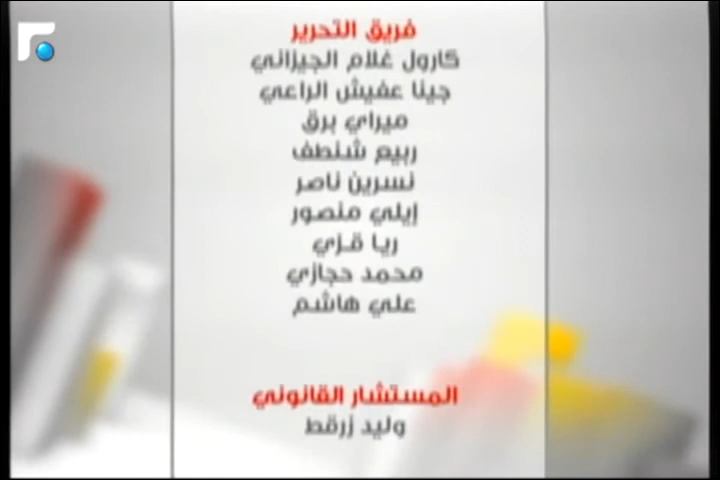 فريق التحرير
كارول غلام الجيزاني
جينا عفيش الراعي
ميراي برق
ربيع شنطف
نسرين ناصر
إيلي منصور
ريا قزي
محمد حجازي
علي هاشم
المستشار القانوني
وليد زرقط